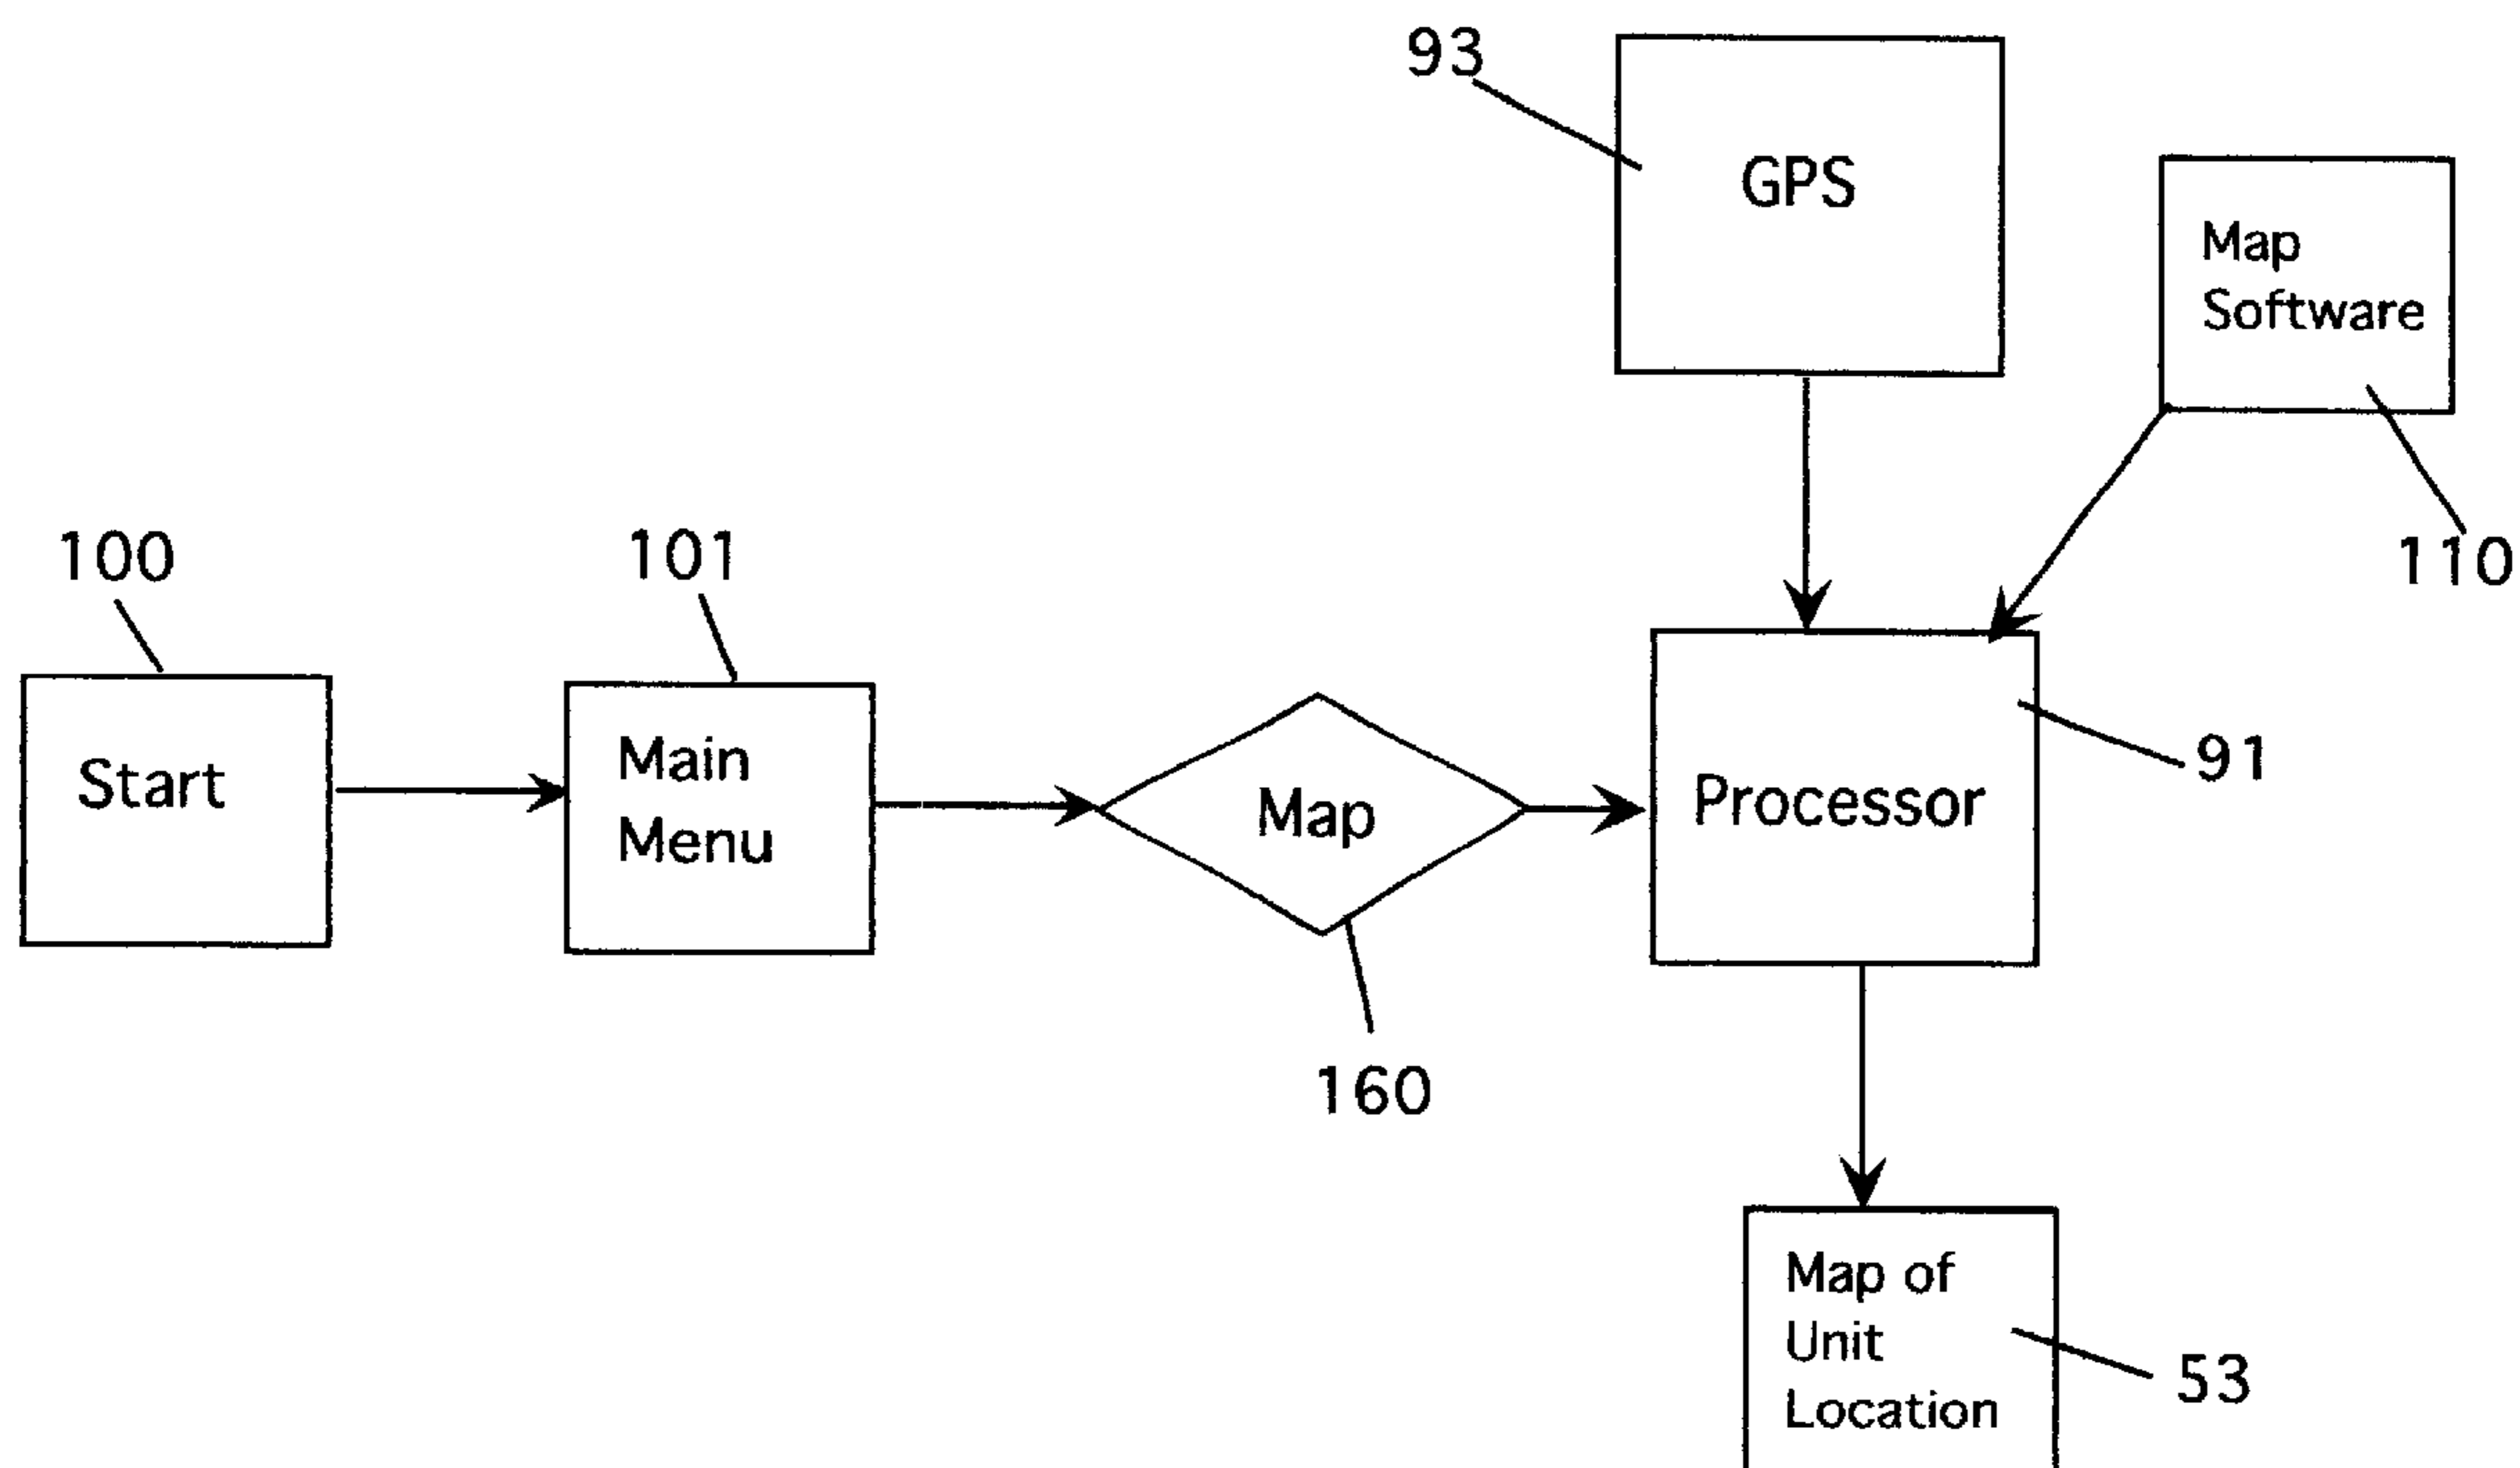 93
GPS
Map
Software
110
100
101
Start
Main
Menu
Map
Processor
91
160
Map of
Unit
Location
53